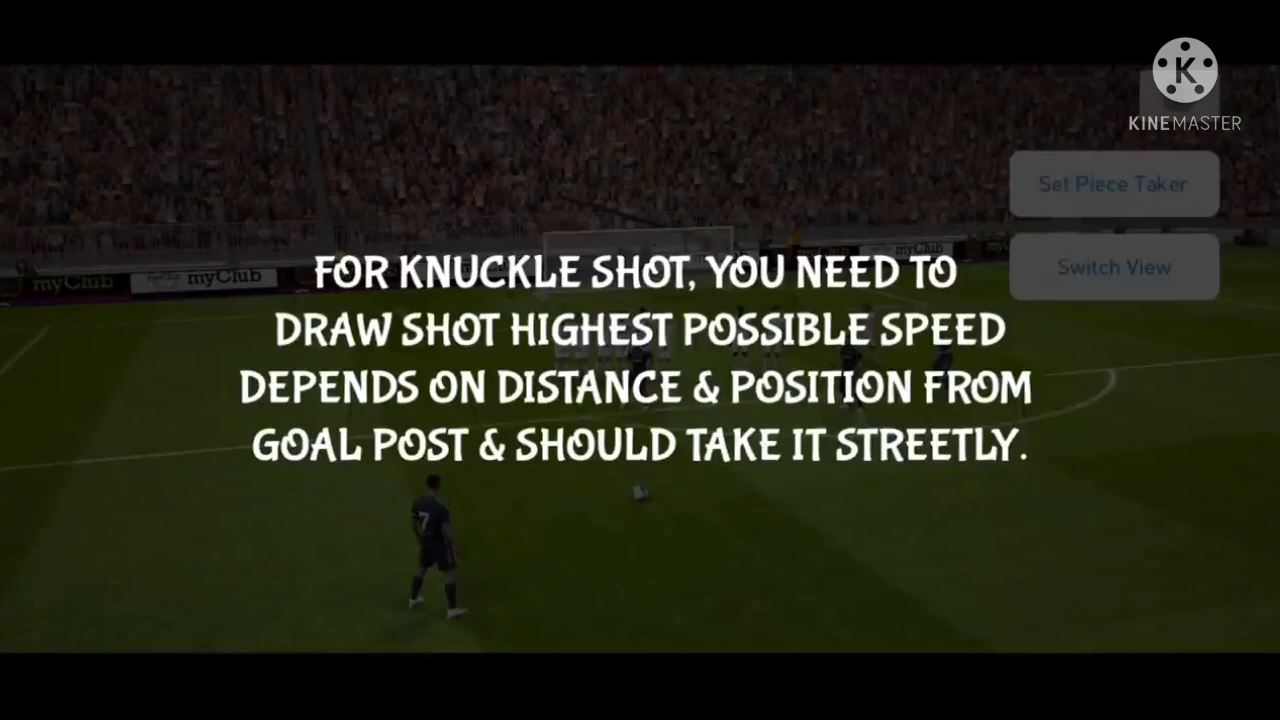 KINEMASTER
Set Piece Taker
Switch View
FOR KNUCKLE SHOT, YOU NEED TO
DRAW SHOT HIGHEST POSSIBLE SPEED
DEPENDS ON DISTANCE & POSITION FROM
GOAL POST & SHOULD TAKE IT STREETLY.
myClub
myClub
myClub
7